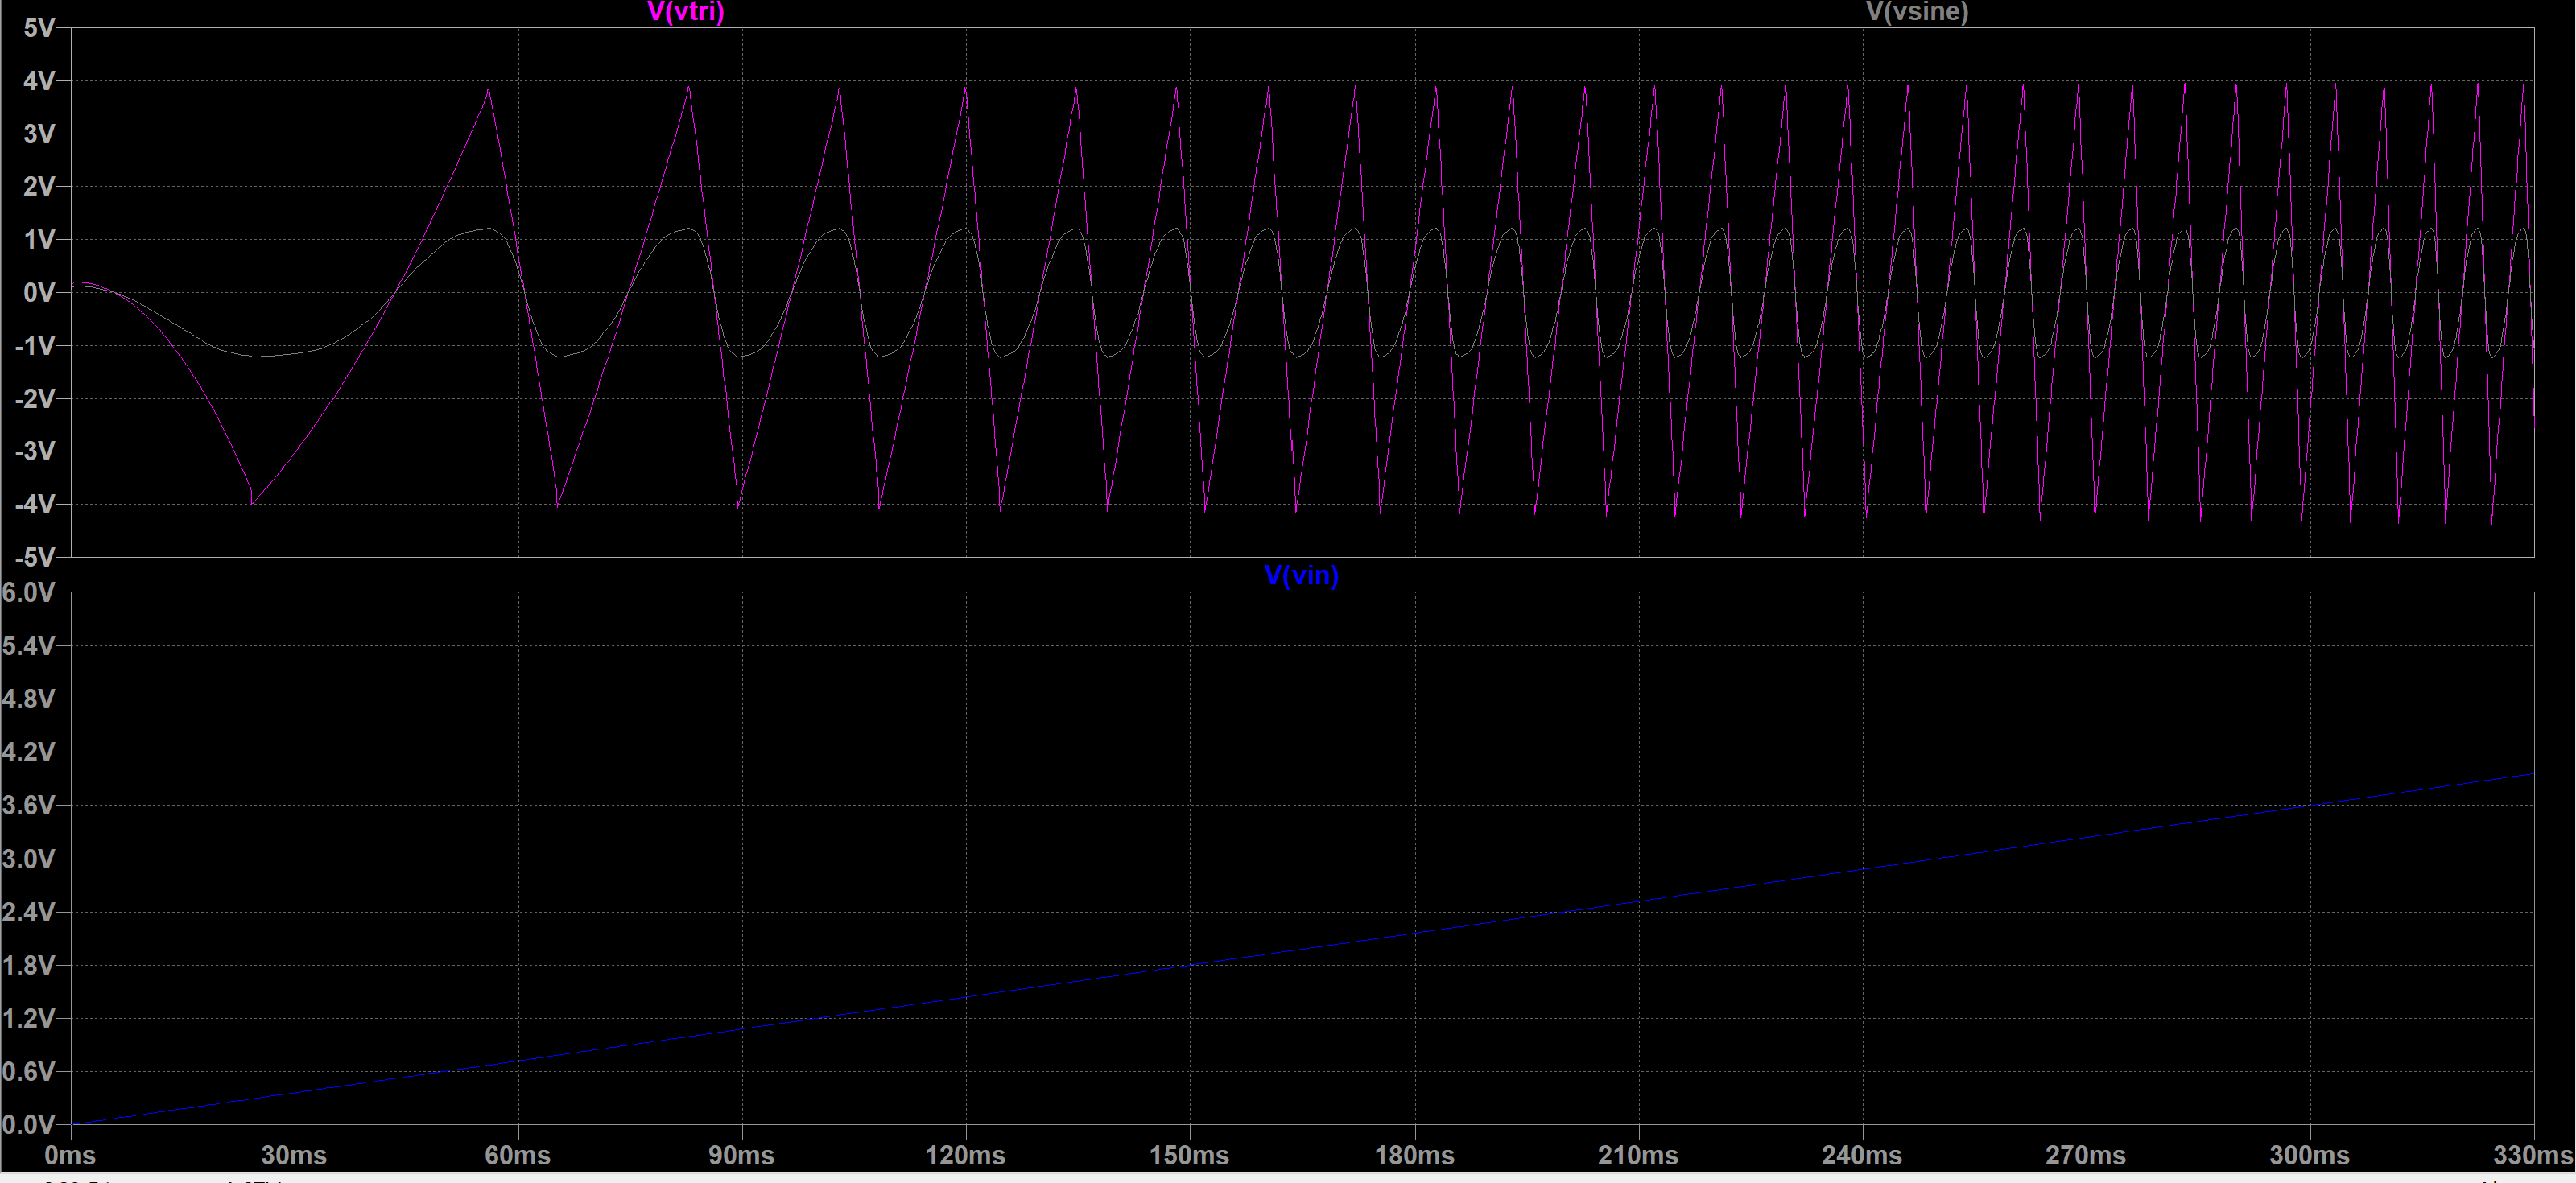 V(vtri) V(vsine)
5V
4V
3V
2V
1V
0V
-1V
-2V
-3V
-4V
-5V
V(vin)
6.0V
5.4V
4.8V
4.2V
3.6V
3.0V
2.4V
1.8V
1.2V
0.6V
0.0V
0ms 30ms 60ms 90ms 120ms 150ms 180ms 210ms 240ms 270ms 300ms 330ms